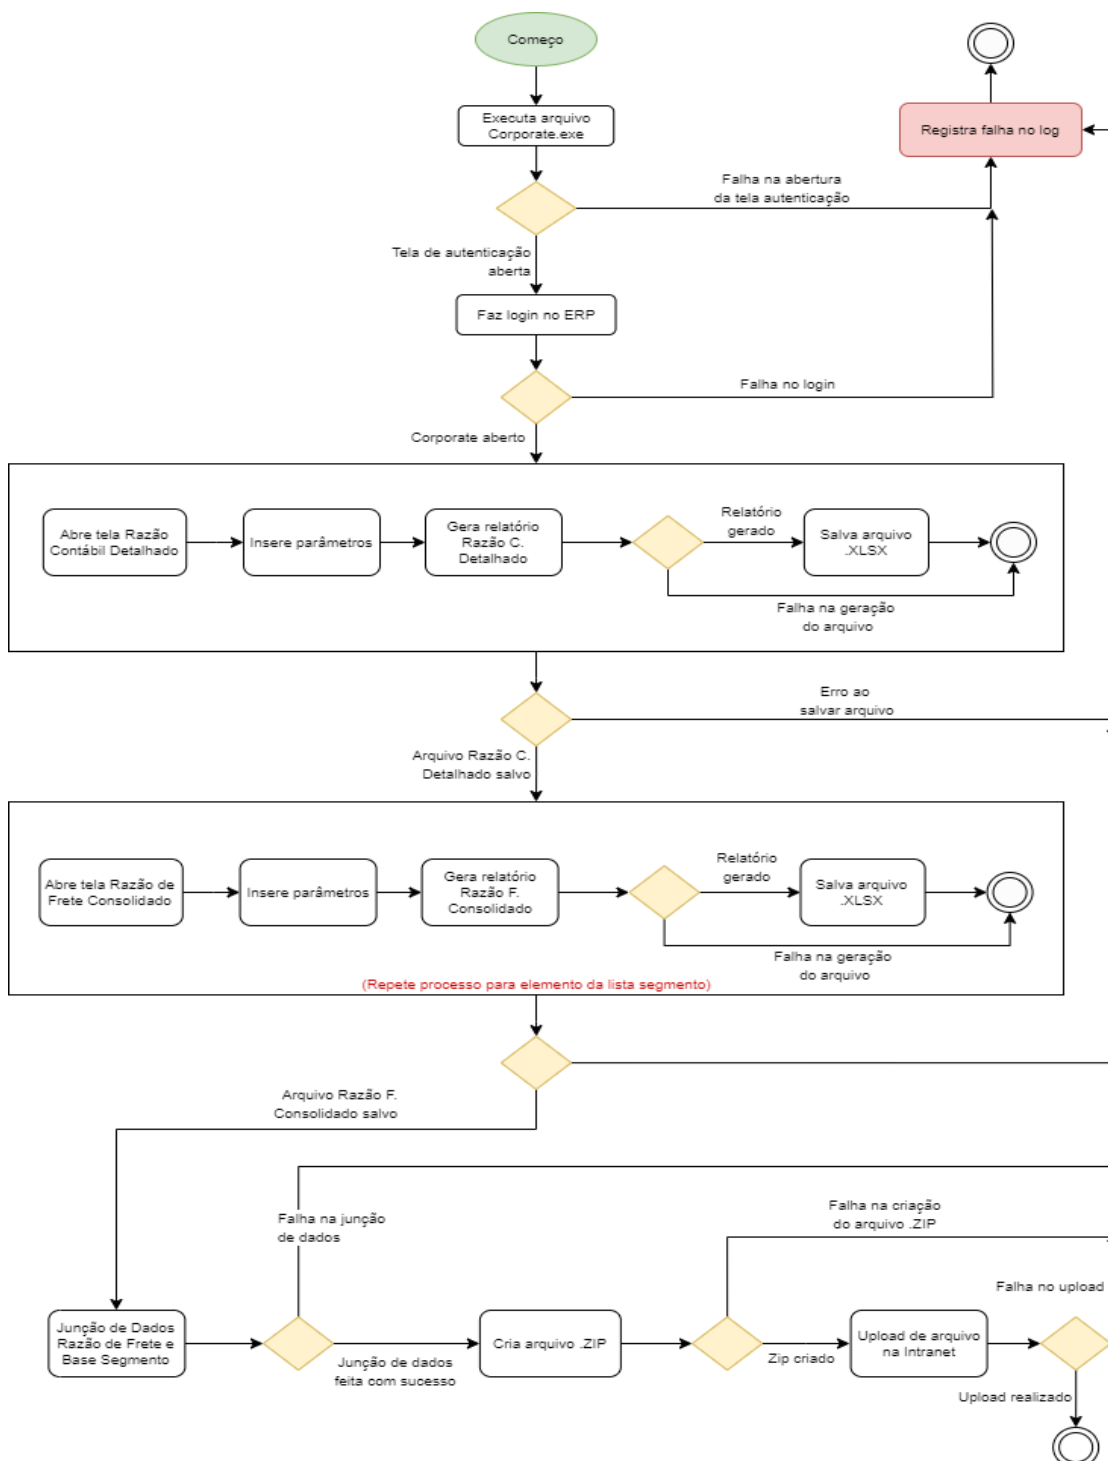 Começo
Executa arquivo
Corporate.exe
Registra falha no log
Falha na abertura
da tela autenticação
Tela de autenticação
aberta
Faz login no ERP
Falha no login
Corporate aberto
Abre tela Razão
Contábil Detalhado
Insere parâmetros
Gera relatório
Razão C.
Detalhado
Relatório
gerado
Salva arquivo
.XLSX
Falha na geração
do arquivo
Erro ao
salvar arquivo
Arquivo Razão C.
Detalhado salvo
Abre tela Razão de
Frete Consolidado
Insere parâmetros
Gera relatório
Razão F.
Consolidado
Relatório
gerado
Salva arquivo
.XLSX
Falha na geração
do arquivo
(Repete processo para elemento da lista segmento)
Arquivo Razão F.
Consolidado salvo
Falha na junção
de dados
Falha na criação
do arquivo .ZIP
Falha no upload
Junção de Dados
Razão de Frete e
Base Segmento
Junção de dados
feita com sucesso
Cria arquivo .ZIP
Zip criado
Upload de arquivo
na Intranet
Upload realizado